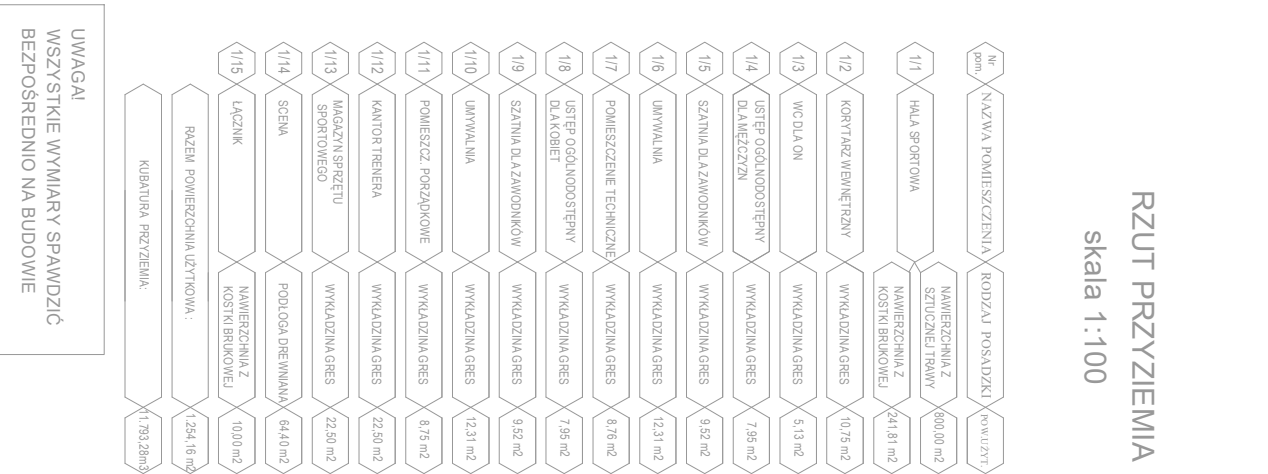 RZUT PRZYZIEMIA
skala 1:100
Nr pom. NAZWA POMIESZCZENIA RODZAJ POSADZKI POW.UŻYT.
1/1 HALA SPORTOWA
NAWIERZCHNIA Z
SZTUCZNEJ TRAWY
800,00 m2
NAWIERZCHNIA Z
KOSTKI BRUKOWEJ
241,81 m2
1/2 KORYTARZ WEWNĘTRZNY WYKŁADZINA GRES 10,75 m2
1/3 WC DLA ON WYKŁADZINA GRES 5,13 m2
1/4 USTĘP OGÓLNODOSTĘPNY
DLA MĘŻCZYZN
WYKŁADZINA GRES 7,95 m2
1/5 SZATNIA DLA ZAWODNIKÓW WYKŁADZINA GRES 9,52 m2
1/6 UMYWALNIA WYKŁADZINA GRES 12,31 m2
1/7 POMIESZCZENIE TECHNICZNE WYKŁADZINA GRES 8,76 m2
1/8 USTĘP OGÓLNODOSTĘPNY
DLA KOBIET
WYKŁADZINA GRES 7,95 m2
1/9 SZATNIA DLA ZAWODNIKÓW WYKŁADZINA GRES 9,52 m2
1/10 UMYWALNIA WYKŁADZINA GRES 12,31 m2
1/11 POMIESZCZ. PORZĄDKOWE WYKŁADZINA GRES 8,75 m2
1/12 KANTOR TRENERA WYKŁADZINA GRES 22,50 m2
1/13 MAGAZYN SPRZĘTU
SPORTOWEGO
WYKŁADZINA GRES 22,50 m2
1/14 SCENA PODŁOGA DREWNIANA 64,40 m2
1/15 ŁĄCZNIK
NAWIERZCHNIA Z
KOSTKI BRUKOWEJ
10,00 m2
RAZEM POWIERZCHNIA UŻYTKOWA : 1.254,16 m2
KUBATURA PRZYZIEMIA: 11.793,28m3
UWAGA!
WSZYSTKIE WYMIARY SPAWDZIĆ
BEZPOŚREDNIO NA BUDOWIE